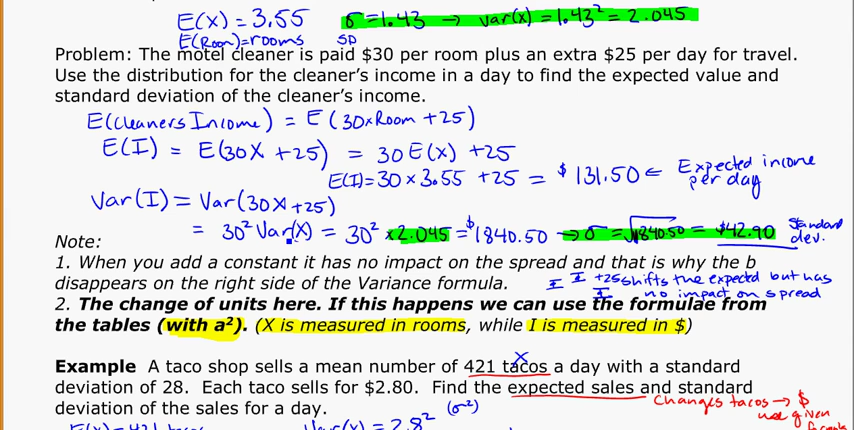 E(X) = 3.55 σ=1.43 → var(x) = 1.43² = 2.045
E(Room)=rooms SD
Problem: The motel cleaner is paid $30 per room plus an extra $25 per day for travel.
Use the distribution for the cleaner's income in a day to find the expected value and
standard deviation of the cleaner's income.
E(cleaners Income) = E(30×Room +25)
E(I) = E(30X +25) = 30E(x) +25
E(I)=30 × 3.55 +25 = $131.50 ← Expected income
per day
Var(I) = Var(30X+25)
= 30² Var(X) = 30² × 2.045 = $1840.50 → σ = √1840.50 = $42.90 Standard
dev.
Note:
1. When you add a constant it has no impact on the spread and that is why the b
disappears on the right side of the Variance formula.
+25 shifts the expected but has
no impact on spread
2. The change of units here. If this happens we can use the formulae from
the tables (with a²). (X is measured in rooms, while I is measured in $)
X
Example A taco shop sells a mean number of 421 tacos a day with a standard
deviation of 28. Each taco sells for $2.80. Find the expected sales and standard
deviation of the sales for a day.
Changes tacos → $
use given
(σ²)